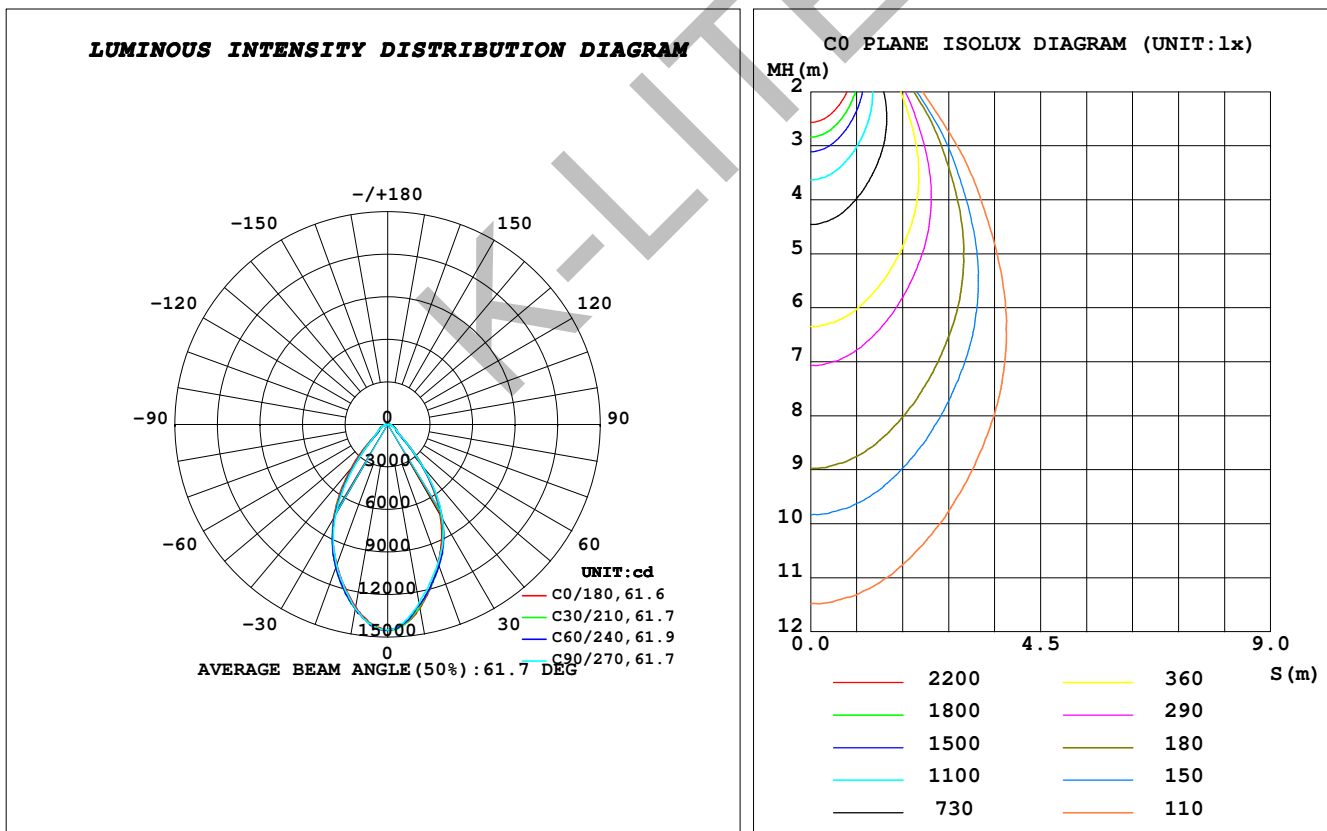 LUMINOUS INTENSITY DISTRIBUTION DIAGRAM
-/+180
-150 150
-120 120
-90 0 90
3000
6000
-60 9000 60
12000
-30 15000 30
0
UNIT:cd
C0/180,61.6
C30/210,61.7
C60/240,61.9
C90/270,61.7
AVERAGE BEAM ANGLE(50%):61.7 DEG
K-LITE
C0 PLANE ISOLUX DIAGRAM (UNIT:lx)
MH(m)
2
3
4
5
6
7
8
9
10
11
12
0.0 4.5 9.0
S(m)
2200 360
1800 290
1500 180
1100 150
730 110